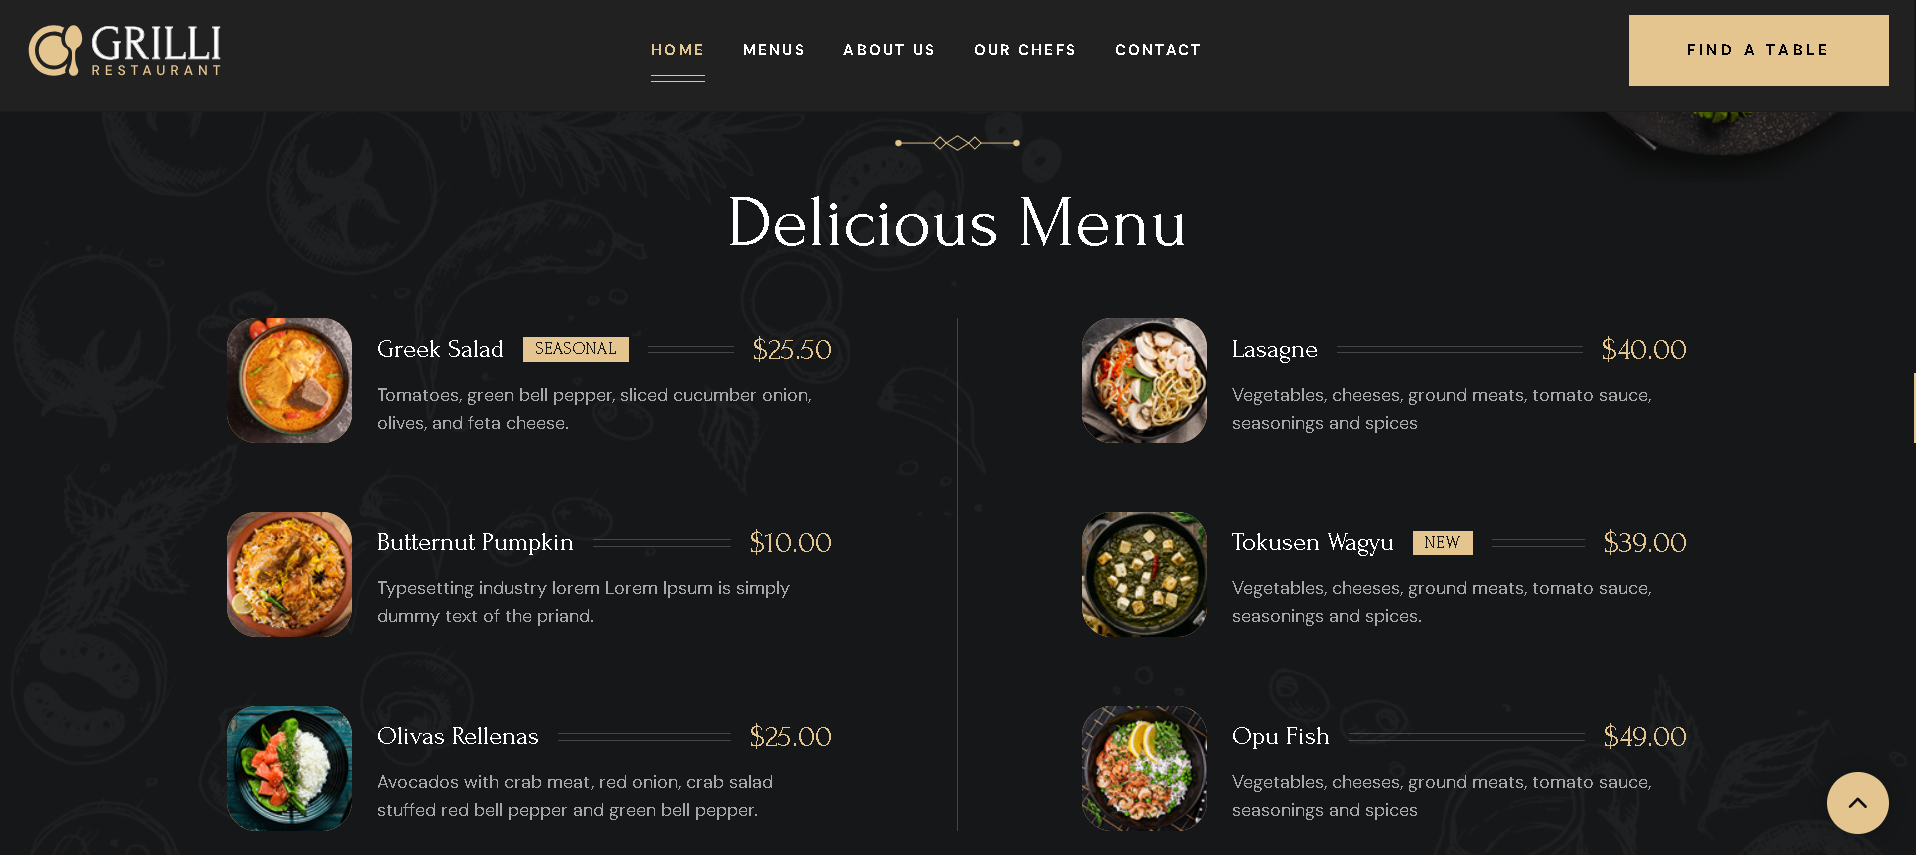 GRILLI
RESTAURANT
HOME MENUS ABOUT US OUR CHEFS CONTACT
FIND A TABLE
Delicious Menu
Greek Salad SEASONAL $25.50
Tomatoes, green bell pepper, sliced cucumber onion,
olives, and feta cheese.
Butternut Pumpkin $10.00
Typesetting industry lorem Lorem Ipsum is simply
dummy text of the priand.
Olivas Rellenas $25.00
Avocados with crab meat, red onion, crab salad
stuffed red bell pepper and green bell pepper.
Lasagne $40.00
Vegetables, cheeses, ground meats, tomato sauce,
seasonings and spices
Tokusen Wagyu NEW $39.00
Vegetables, cheeses, ground meats, tomato sauce,
seasonings and spices.
Opu Fish $49.00
Vegetables, cheeses, ground meats, tomato sauce,
seasonings and spices